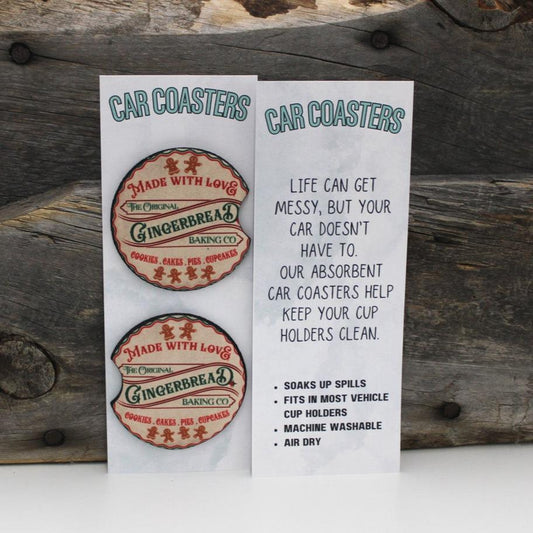 CAR COASTERS
MADE WITH LOVE
THE ORIGINAL
GINGERBREAD
BAKING CO
COOKIES . CAKES . PIES . CUPCAKES
MADE WITH LOVE
THE ORIGINAL
GINGERBREAD
BAKING CO
COOKIES . CAKES . PIES . CUPCAKES
CAR COASTERS
LIFE CAN GET
MESSY, BUT YOUR
CAR DOESN'T
HAVE TO.
OUR ABSORBENT
CAR COASTERS HELP
KEEP YOUR CUP
HOLDERS CLEAN.
• SOAKS UP SPILLS
• FITS IN MOST VEHICLE
CUP HOLDERS
• MACHINE WASHABLE
• AIR DRY